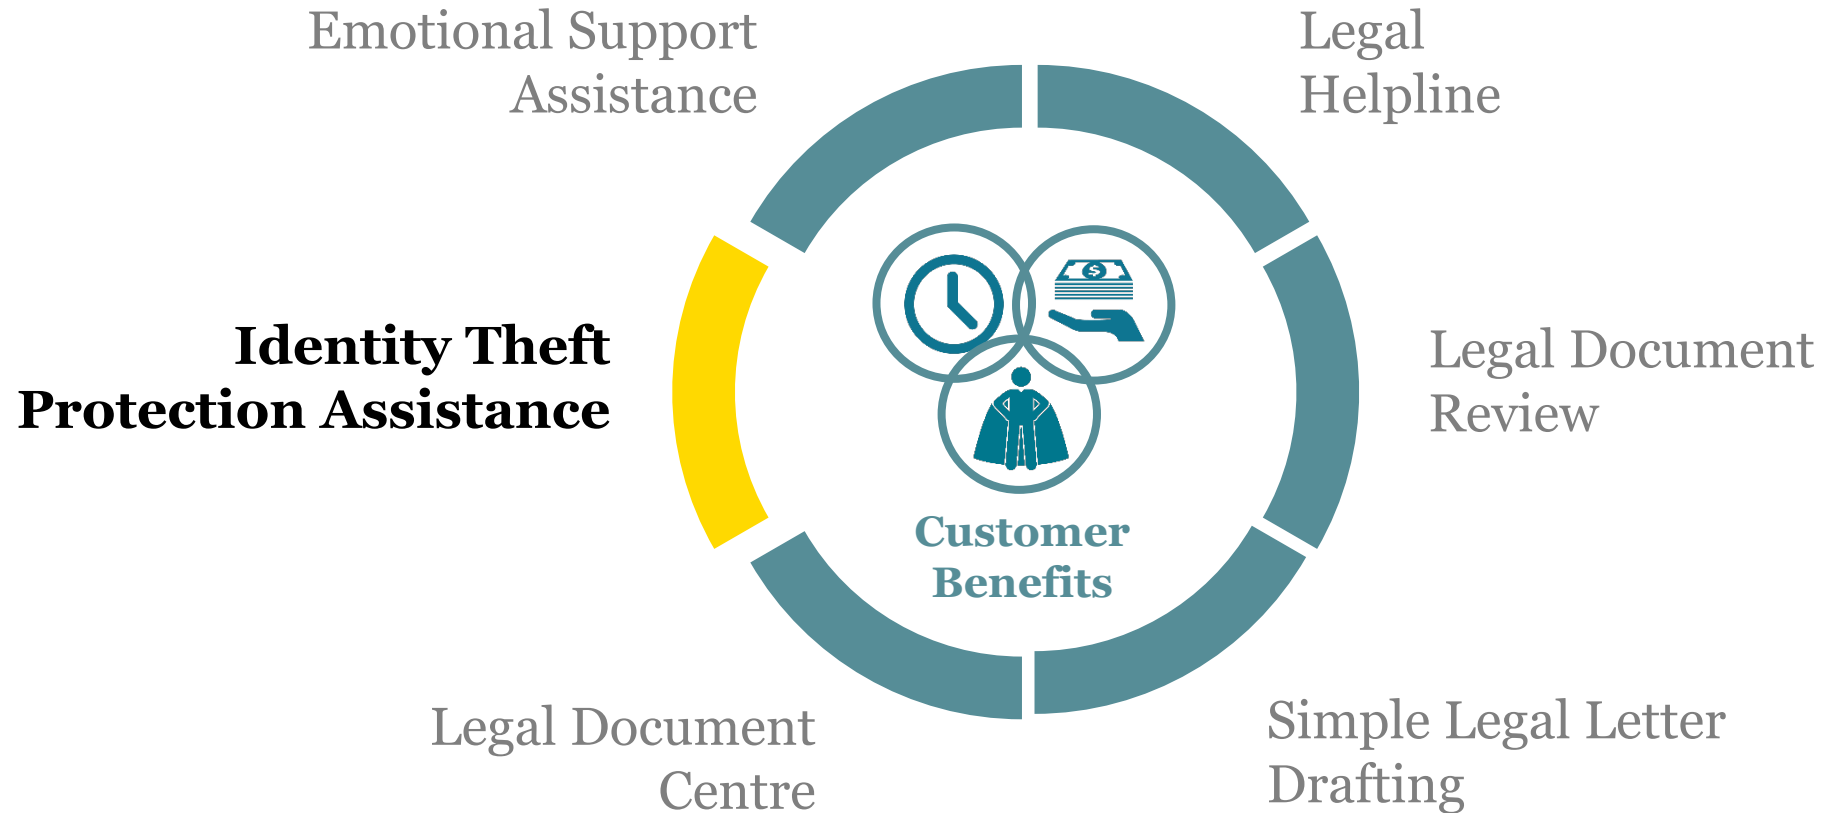 Emotional Support
Assistance
Legal
Helpline
Identity Theft
Protection Assistance
Legal Document
Review
Customer
Benefits
Legal Document
Centre
Simple Legal Letter
Drafting